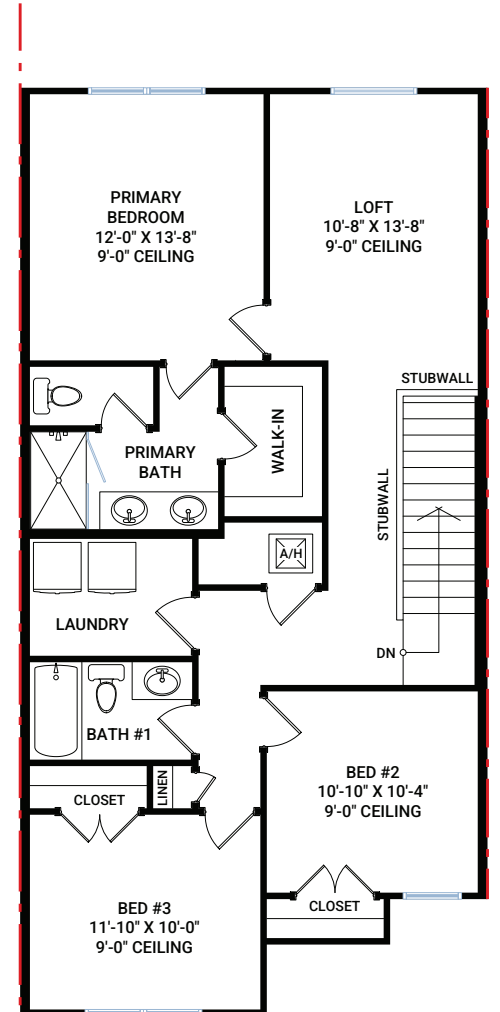 PRIMARY
BEDROOM
12'-0" X 13'-8"
9'-0" CEILING
LOFT
10'-8" X 13'-8"
9'-0" CEILING
STUBWALL
WALK-IN
PRIMARY
BATH
STUBWALL
A/H
LAUNDRY
DN
BATH #1
LINEN
CLOSET
BED #2
10'-10" X 10'-4"
9'-0" CEILING
CLOSET
BED #3
11'-10" X 10'-0"
9'-0" CEILING